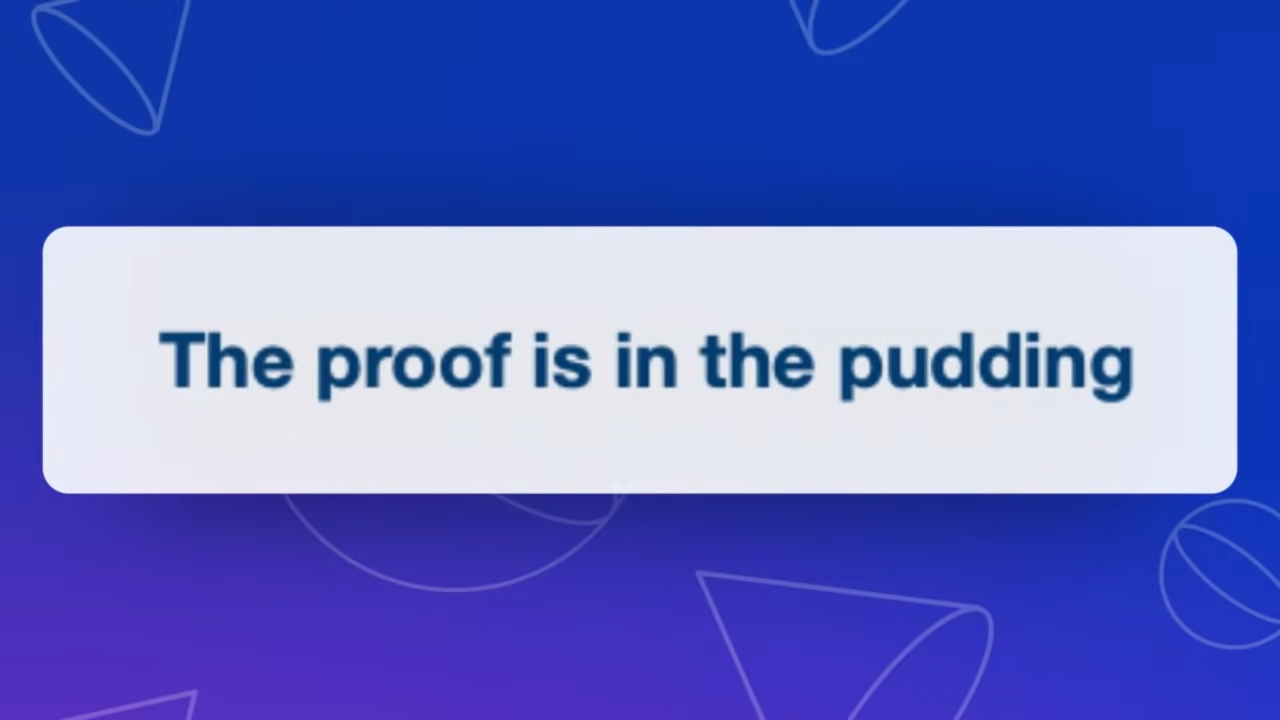 The proof is in the pudding